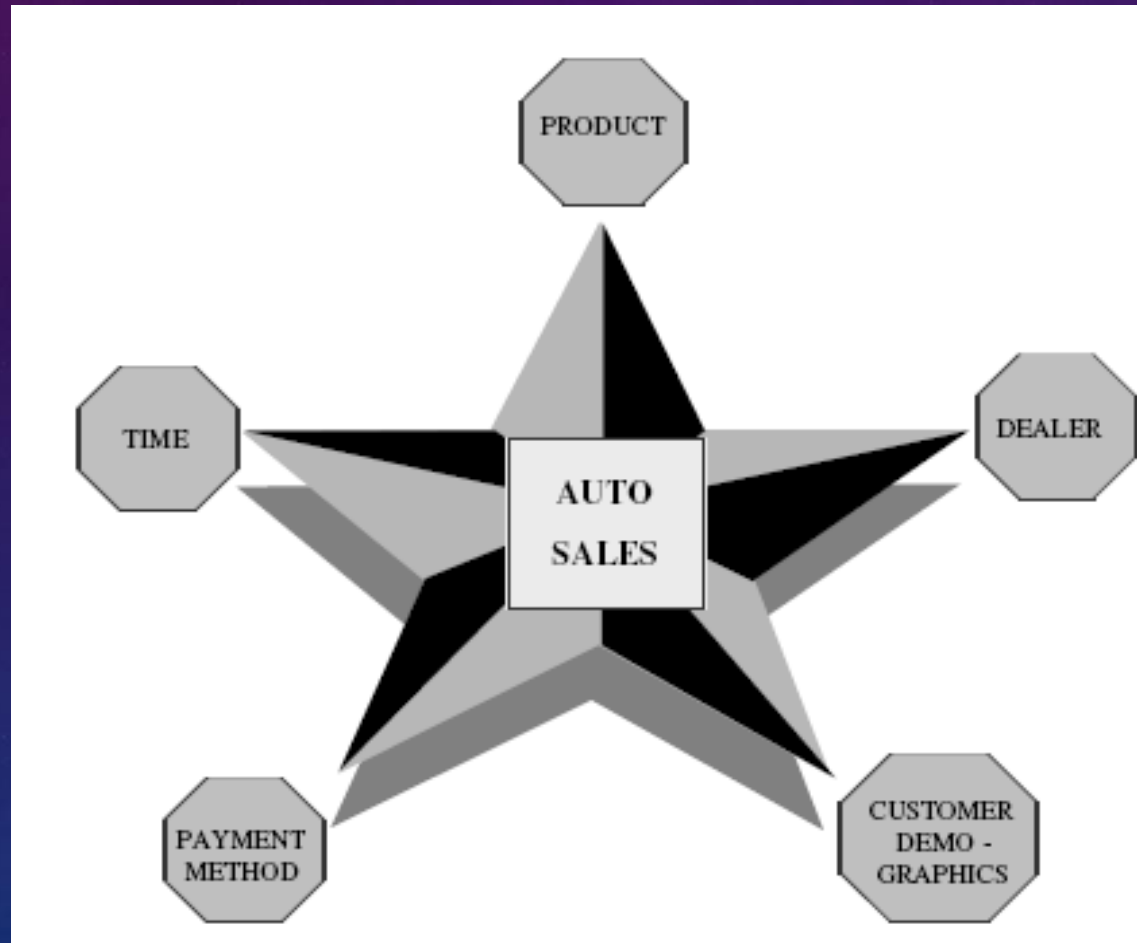 PRODUCT
TIME
AUTO
SALES
DEALER
PAYMENT
METHOD
CUSTOMER
DEMO -
GRAPHICS